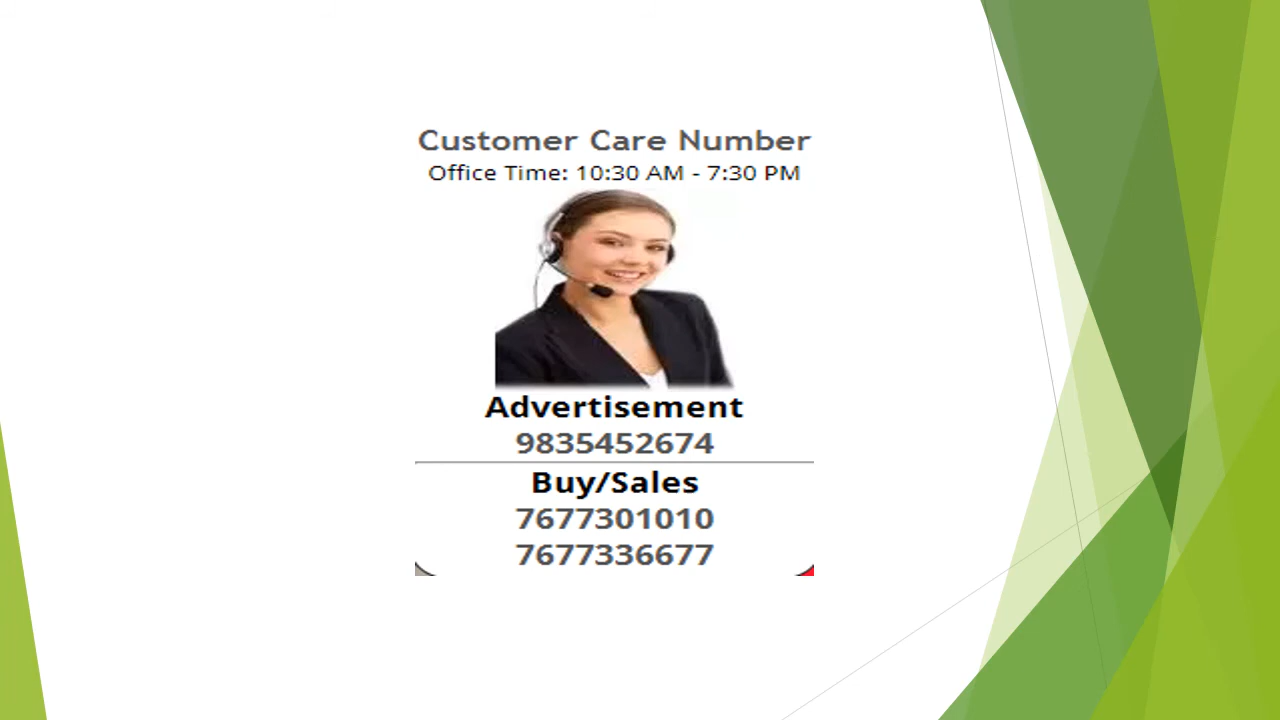 Customer Care Number
Office Time: 10:30 AM - 7:30 PM
Advertisement
9835452674
Buy/Sales
7677301010
7677336677